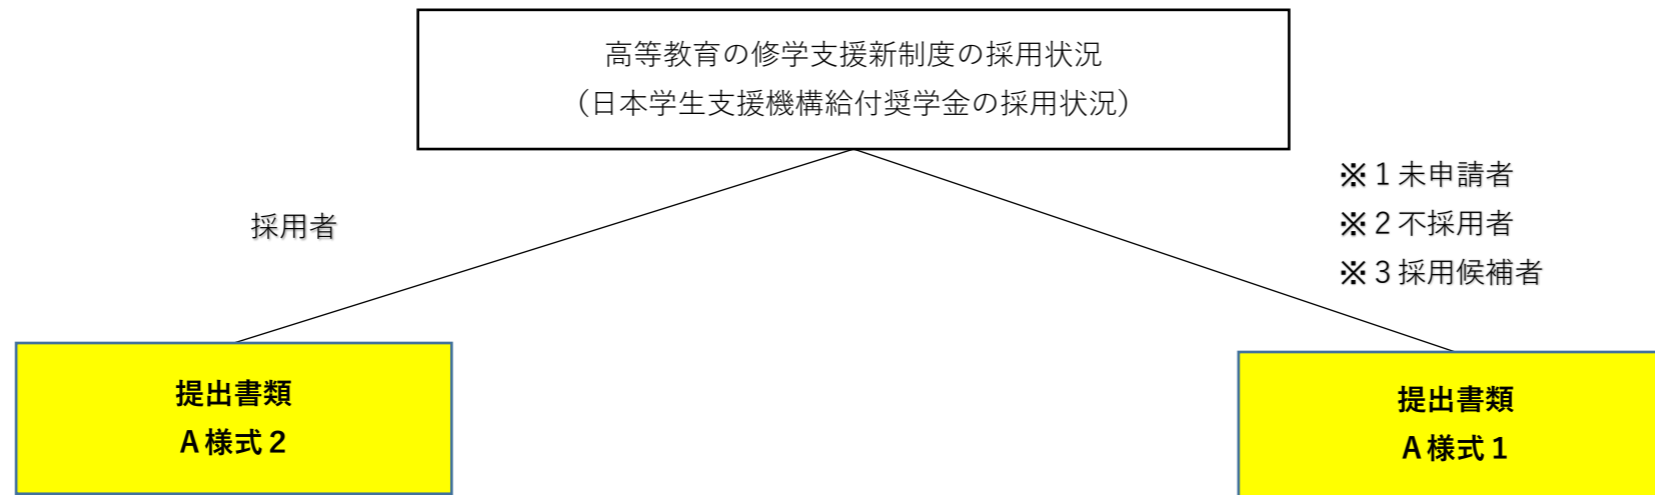 高等教育の修学支援新制度の採用状況
（日本学生支援機構給付奨学金の採用状況）
採用者
※１未申請者
※２不採用者
※３採用候補者
提出書類
A様式２
提出書類
A様式１